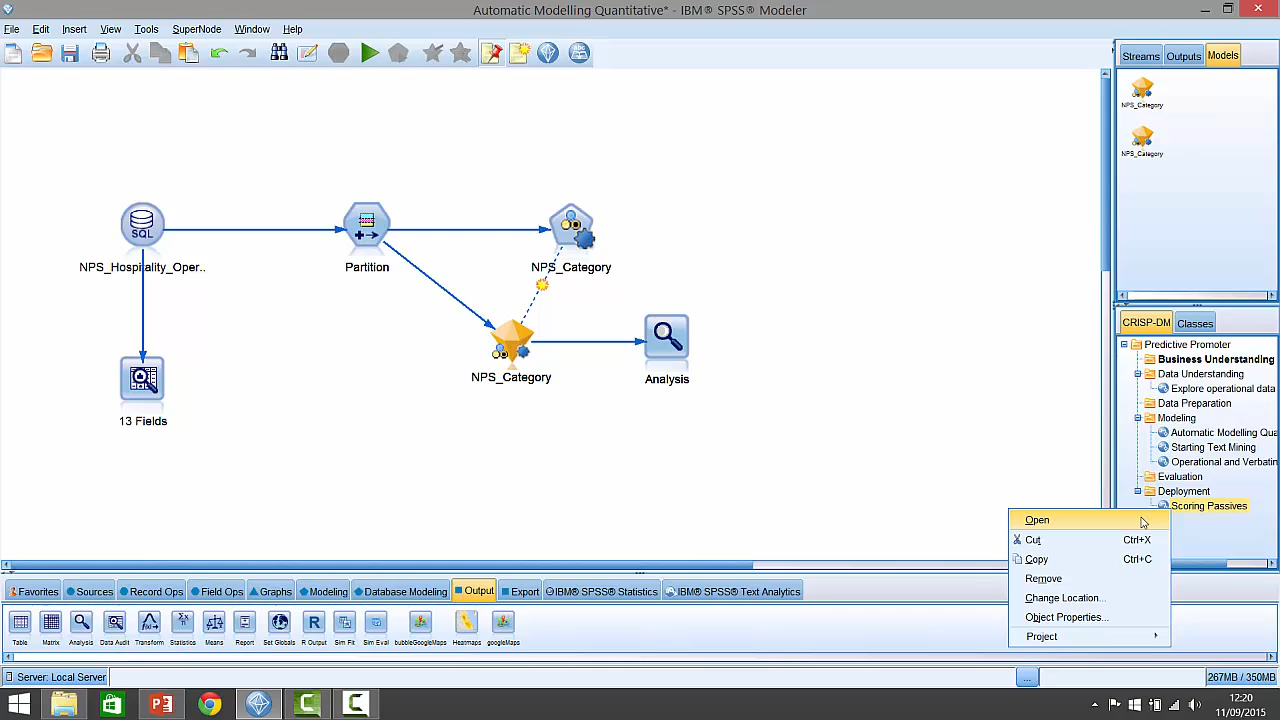 Automatic Modelling Quantitative* - IBM® SPSS® Modeler
File Edit Insert View Tools SuperNode Window Help
Streams Outputs Models
NPS_Category
NPS_Category
SQL
NPS_Hospitality_Oper..
Partition
NPS_Category
NPS_Category
Analysis
13 Fields
CRISP-DM Classes
Predictive Promoter
Business Understanding
Data Understanding
Explore operational data
Data Preparation
Modeling
Automatic Modelling Qua
Starting Text Mining
Operational and Verbatin
Evaluation
Deployment
Scoring Passives
Open
Cut Ctrl+X
Copy Ctrl+C
Remove
Change Location...
Object Properties...
Project
Favorites Sources Record Ops Field Ops Graphs Modeling Database Modeling Output Export IBM® SPSS® Statistics IBM® SPSS® Text Analytics
Table Matrix Analysis Data Audit Transform Statistics Means Report Set Globals R Output Sim Fit Sim Eval bubbleGoogleMaps Heatmaps googleMaps
Server: Local Server ... 267MB / 350MB
12:20
11/09/2015